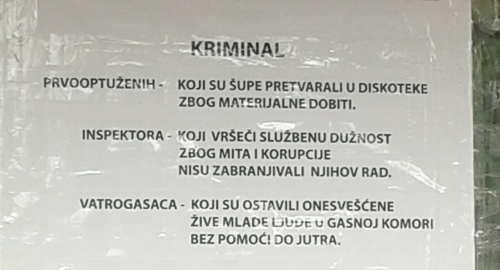 KRIMINAL
PRVOOPTUŽENIH - KOJI SU ŠUPE PRETVARALI U DISKOTEKE
ZBOG MATERIJALNE DOBITI.
INSPEKTORA - KOJI VRŠEĆI SLUŽBENU DUŽNOST
ZBOG MITA I KORUPCIJE
NISU ZABRANJIVALI NJIHOV RAD.
VATROGASACA - KOJI SU OSTAVILI ONESVEŠĆENE
ŽIVE MLADE LJUDE U GASNOJ KOMORI
BEZ POMOĆI DO JUTRA.